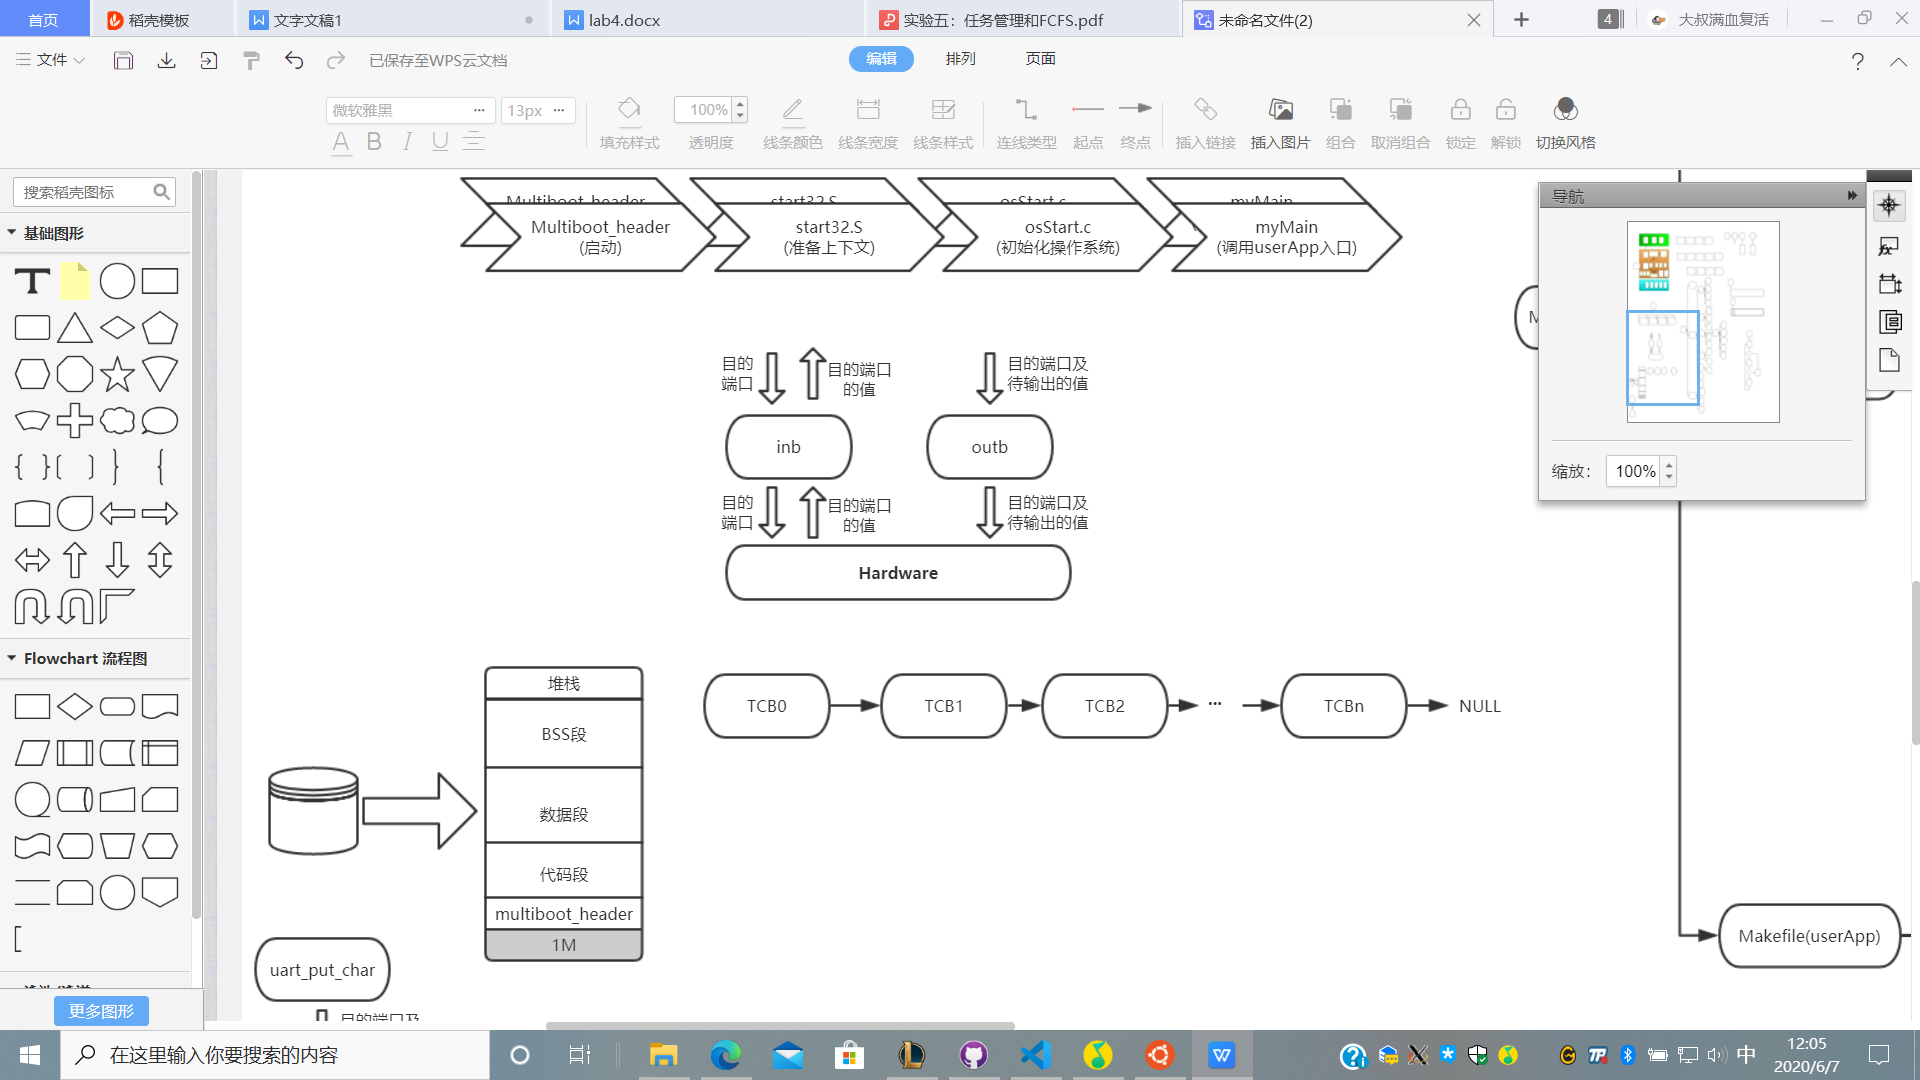 首页
稻壳模板
文字文稿1
lab4.docx
实验五：任务管理和FCFS.pdf
未命名文件(2)
4
大叔满血复活
文件
已保存至WPS云文档
编辑
排列
页面
微软雅黑
13px
100%
A B I U
填充样式
透明度
线条颜色
线条宽度
线条样式
连线类型
起点
终点
插入链接
插入图片
组合
取消组合
锁定
解锁
切换风格
搜索稻壳图标
基础图形
Flowchart 流程图
更多图形
Multiboot_header
start32.S
osStart.c
myMain
Multiboot_header
(启动)
start32.S
(准备上下文)
osStart.c
(初始化操作系统)
myMain
(调用userApp入口)
目的
端口
目的端口
的值
目的端口及
待输出的值
inb
outb
目的
端口
目的端口
的值
目的端口及
待输出的值
Hardware
堆栈
BSS段
数据段
代码段
multiboot_header
1M
TCB0
TCB1
TCB2
...
TCBn
NULL
uart_put_char
目的端口及
M
导航
缩放：
100%
Makefile(userApp)
在这里输入你要搜索的内容
中
12:05
2020/6/7